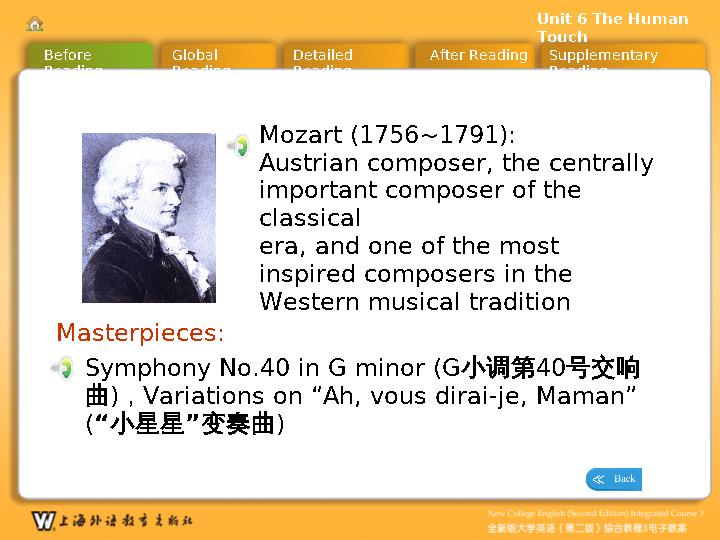 Unit 6 The Human
Touch
Before
Reading
Global
Reading
Detailed
Reading
After Reading
Supplementary
Reading
Mozart (1756~1791):
Austrian composer, the centrally
important composer of the
classical
era, and one of the most
inspired composers in the
Western musical tradition
Masterpieces:
Symphony No.40 in G minor (G小调第40号交响
曲) , Variations on “Ah, vous dirai-je, Maman”
(“小星星”变奏曲)
Back
上海外语教育出版社
New College English (Second Edition) Integrated Course 3
全新版大学英语（第二版）综合教程3电子教案